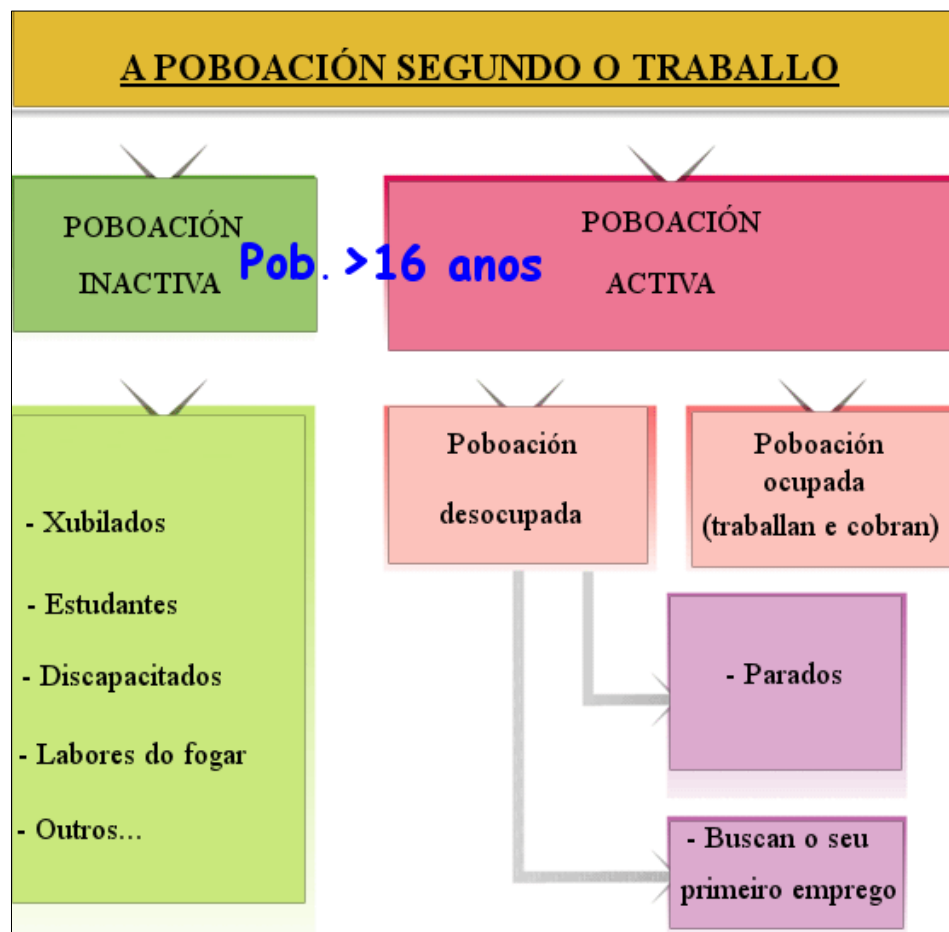 A POBOACIÓN SEGUNDO O TRABALLO
POBOACIÓN
INACTIVA
Pob. >16 anos
POBOACIÓN
ACTIVA
- Xubilados
- Estudantes
- Discapacitados
- Labores do fogar
- Outros...
Poboación
desocupada
Poboación
ocupada
(traballan e cobran)
- Parados
- Buscan o seu
primeiro emprego